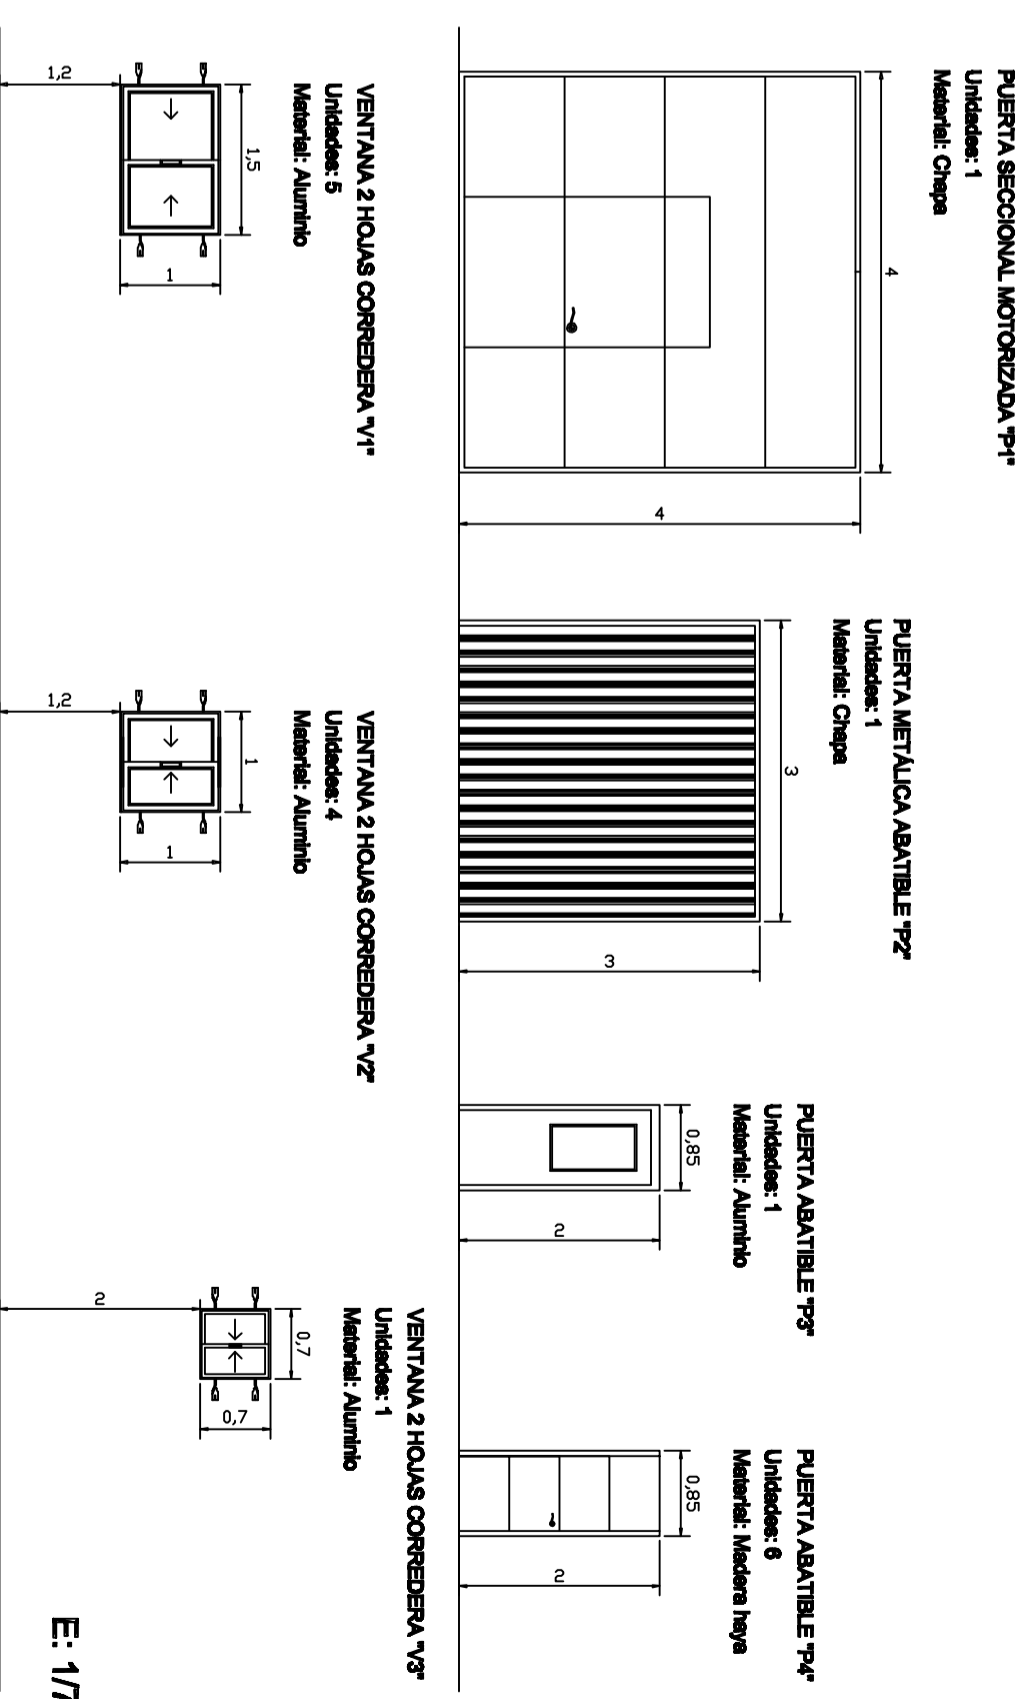 PUERTA SECCIONAL MOTORIZADA "P1"
Unidades: 1
Material: Chapa
4
4
PUERTA METÁLICA ABATIBLE "P2"
Unidades: 1
Material: Chapa
3
3
PUERTA ABATIBLE "P3"
Unidades: 1
Material: Aluminio
0,85
2
PUERTA ABATIBLE "P4"
Unidades: 6
Material: Madera haya
0,85
2
VENTANA 2 HOJAS CORREDERA "V1"
Unidades: 5
Material: Aluminio
1,5
1
1,2
VENTANA 2 HOJAS CORREDERA "V2"
Unidades: 4
Material: Aluminio
1
1
1,2
VENTANA 2 HOJAS CORREDERA "V3"
Unidades: 1
Material: Aluminio
0,7
0,7
2
E: